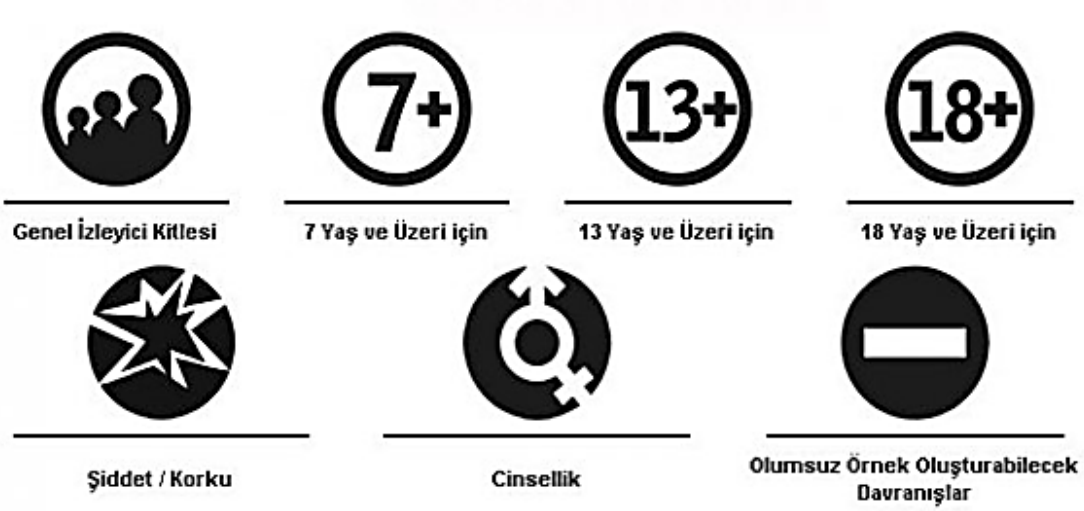 7+
13+
18+
Genel İzleyici Kitlesi
7 Yaş ve Üzeri için
13 Yaş ve Üzeri için
18 Yaş ve Üzeri için
Şiddet / Korku
Cinsellik
Olumsuz Örnek Oluşturabilecek
Davranışlar